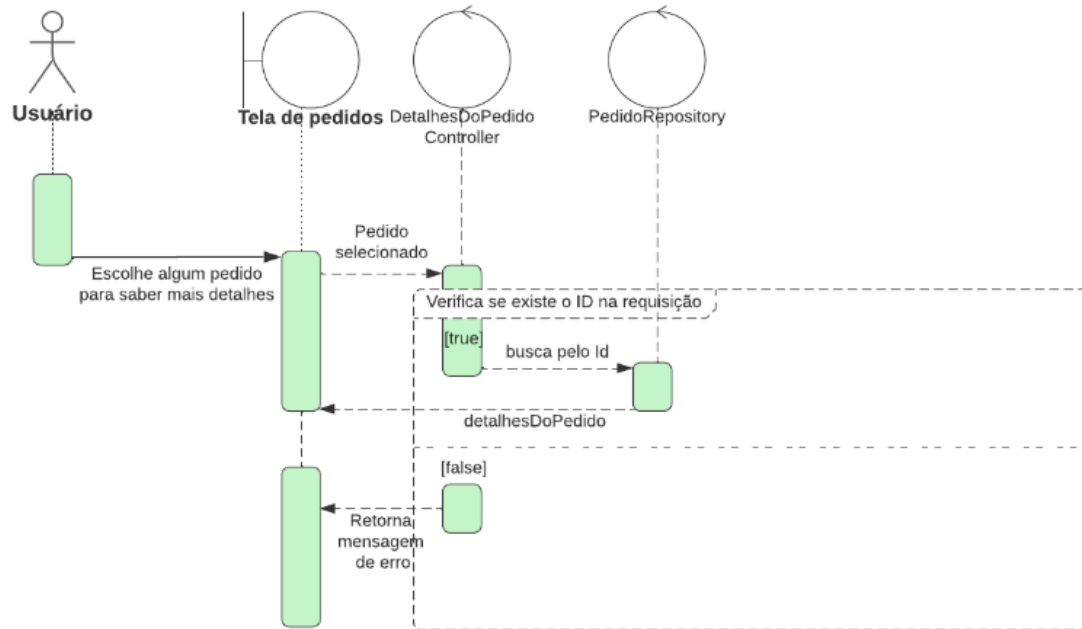 Usuário
Tela de pedidos
DetalhesDoPedido
Controller
PedidoRepository
Pedido
selecionado
Escolhe algum pedido
para saber mais detalhes
Verifica se existe o ID na requisição
[true]
busca pelo Id
detalhesDoPedido
[false]
Retorna
mensagem
de erro